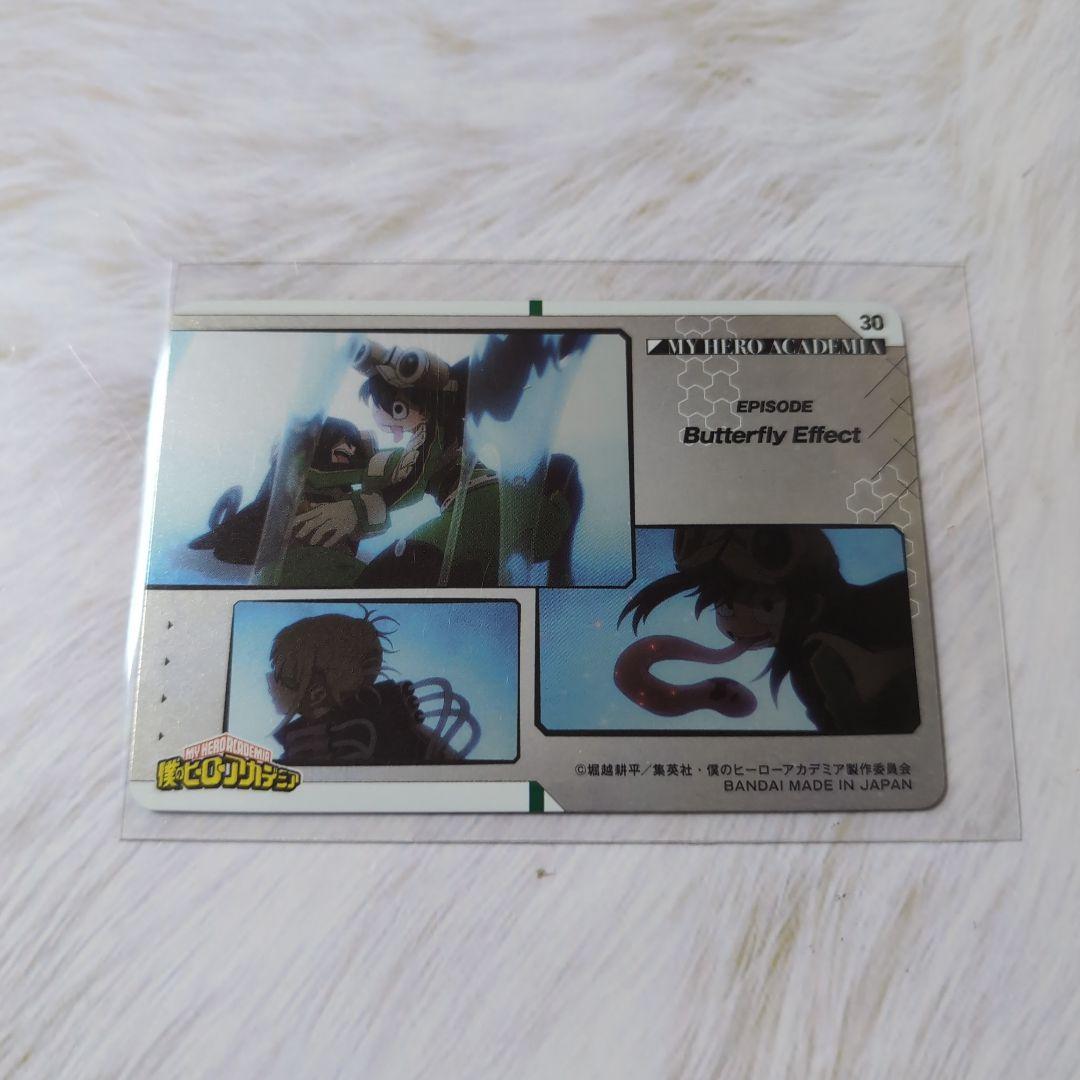 30
MY HERO ACADEMIA
EPISODE
Butterfly Effect
MY HERO ACADEMIA
僕のヒーローアカデミア
©堀越耕平／集英社・僕のヒーローアカデミア製作委員会
BANDAI MADE IN JAPAN